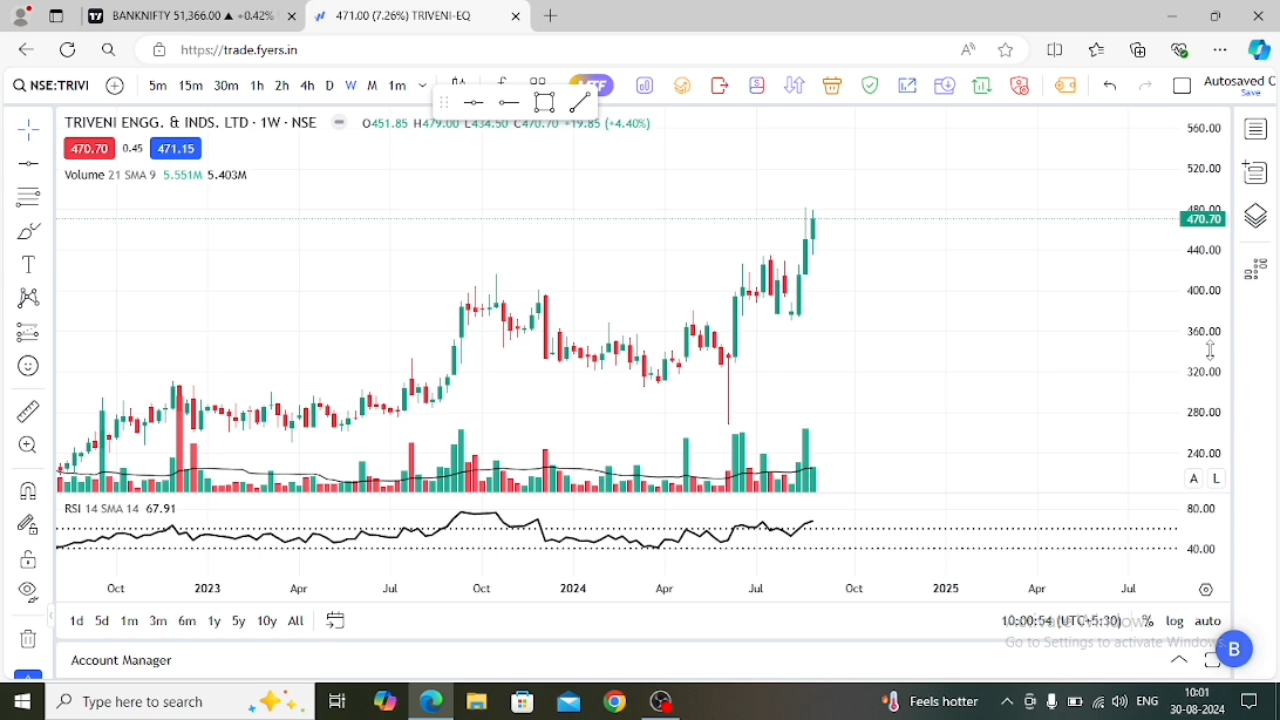 BANKNIFTY 51,366.00 ▲ +0.42%
471.00 (7.26%) TRIVENI-EQ
https://trade.fyers.in
NSE:TRIVI 5m 15m 30m 1h 2h 4h D W M 1m
Autosaved C
Save
TRIVENI ENGG. & INDS. LTD · 1W · NSE O451.85 H479.00 L434.50 C470.70 +19.85 (+4.40%)
470.70 0.45 471.15
Volume 21 SMA 9 5.551M 5.403M
560.00
520.00
480.00
470.70
440.00
400.00
360.00
320.00
280.00
240.00
A L
RSI 14 SMA 14 67.91
80.00
40.00
Oct 2023 Apr Jul Oct 2024 Apr Jul Oct 2025 Apr Jul
1d 5d 1m 3m 6m 1y 5y 10y All
10:00:54 (UTC+5:30) % log auto
Activate Windows
Go to Settings to activate Windows.
B
Account Manager
Type here to search
Feels hotter
ENG
10:01
30-08-2024